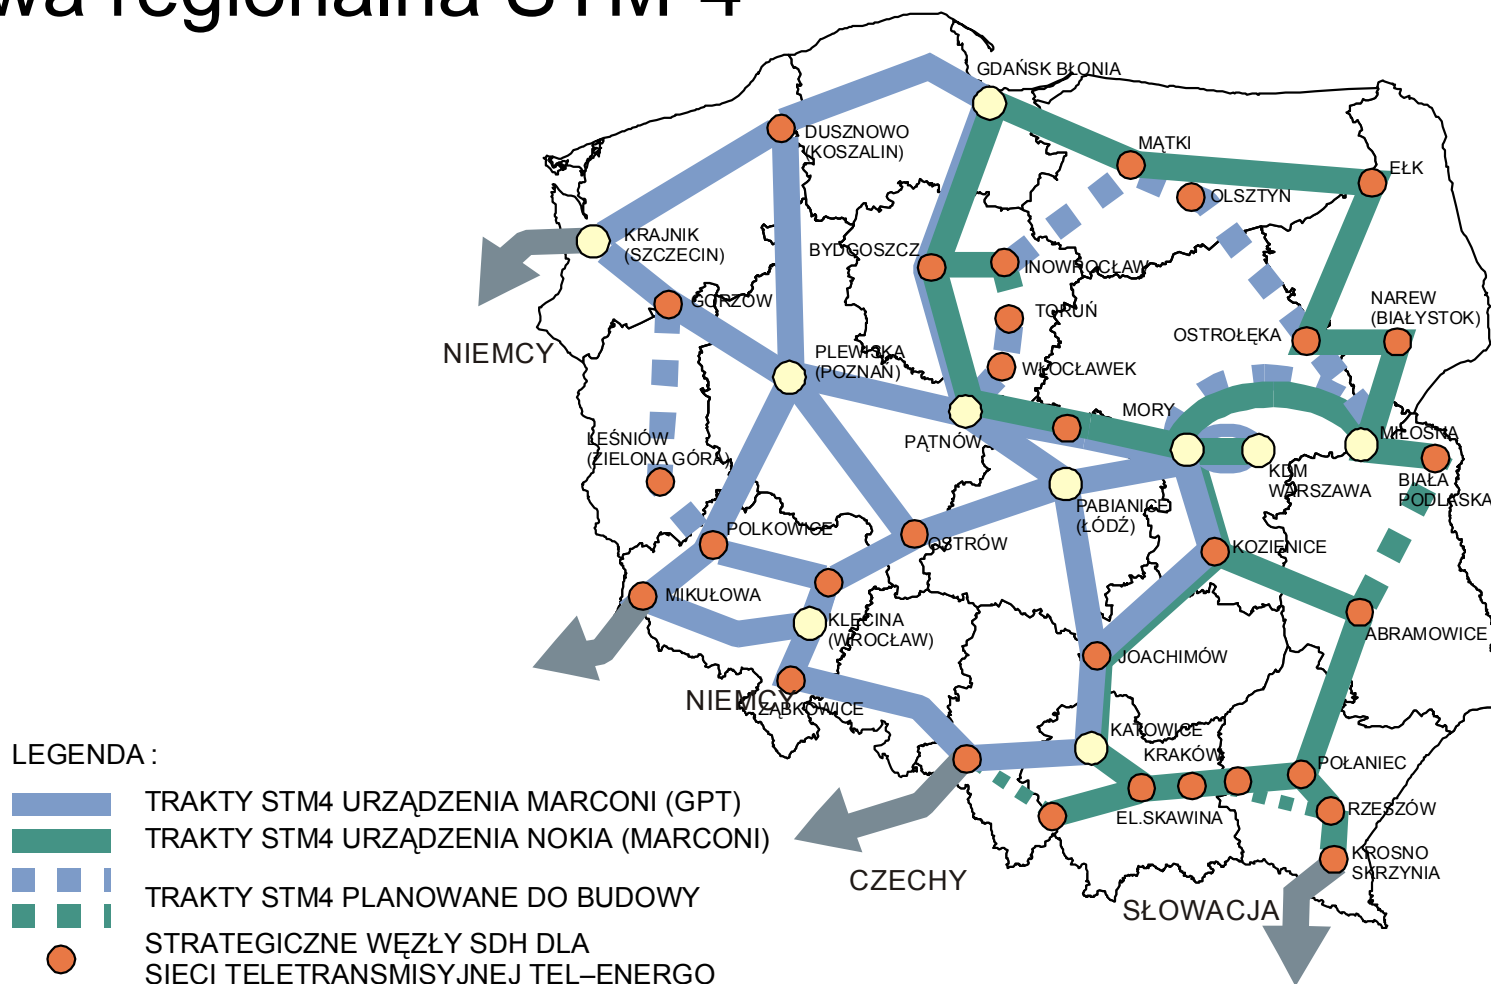 wa regionalna STM-4
GDAŃSK BŁONIA
DUSZNOWO
(KOSZALIN)
MĄTKI
EŁK
OLSZTYN
KRAJNIK
(SZCZECIN)
BYDGOSZCZ
INOWROCŁAW
GORZÓW
TORUŃ
NAREW
(BIAŁYSTOK)
OSTROŁĘKA
NIEMCY
PLEWISKA
(POZNAŃ)
WŁOCŁAWEK
MORY
PĄTNÓW
MIŁOSNA
LEŚNIÓW
(ZIELONA GÓRA)
KDM
WARSZAWA
BIAŁA
PODLASKA
PABIANICE
(ŁÓDŹ)
POLKOWICE
OSTRÓW
KOZIENICE
MIKUŁOWA
KLECINA
(WROCŁAW)
ABRAMOWICE
JOACHIMÓW
NIEMCY
ZĄBKOWICE
KATOWICE
KRAKÓW
POŁANIEC
EL.SKAWINA
RZESZÓW
KROSNO
SKRZYNIA
CZECHY
SŁOWACJA
LEGENDA :
TRAKTY STM4 URZĄDZENIA MARCONI (GPT)
TRAKTY STM4 URZĄDZENIA NOKIA (MARCONI)
TRAKTY STM4 PLANOWANE DO BUDOWY
STRATEGICZNE WĘZŁY SDH DLA
SIECI TELETRANSMISYJNEJ TEL–ENERGO